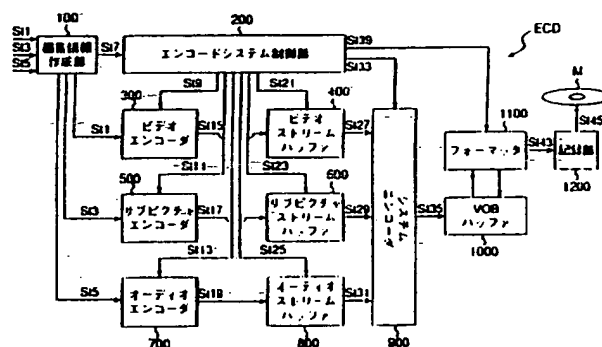 ECD
100
200
St1
St3
St5
編集情報
作成部
St7
エンコードシステム制御部
St39
St33
St9
St21
300
400
St1
ビデオ
エンコーダ
St15
ビデオ
ストリーム
バッファ
St27
St11
St23
500
600
St3
サブピクチャ
エンコーダ
St17
サブピクチャ
ストリーム
バッファ
St29
St13
St25
St5
オーディオ
エンコーダ
St19
オーディオ
ストリーム
バッファ
St31
700
800
システム
エンコーダ
900
St35
VOB
バッファ
1000
1100
フォーマッタ
St43
記録部
1200
St45
M